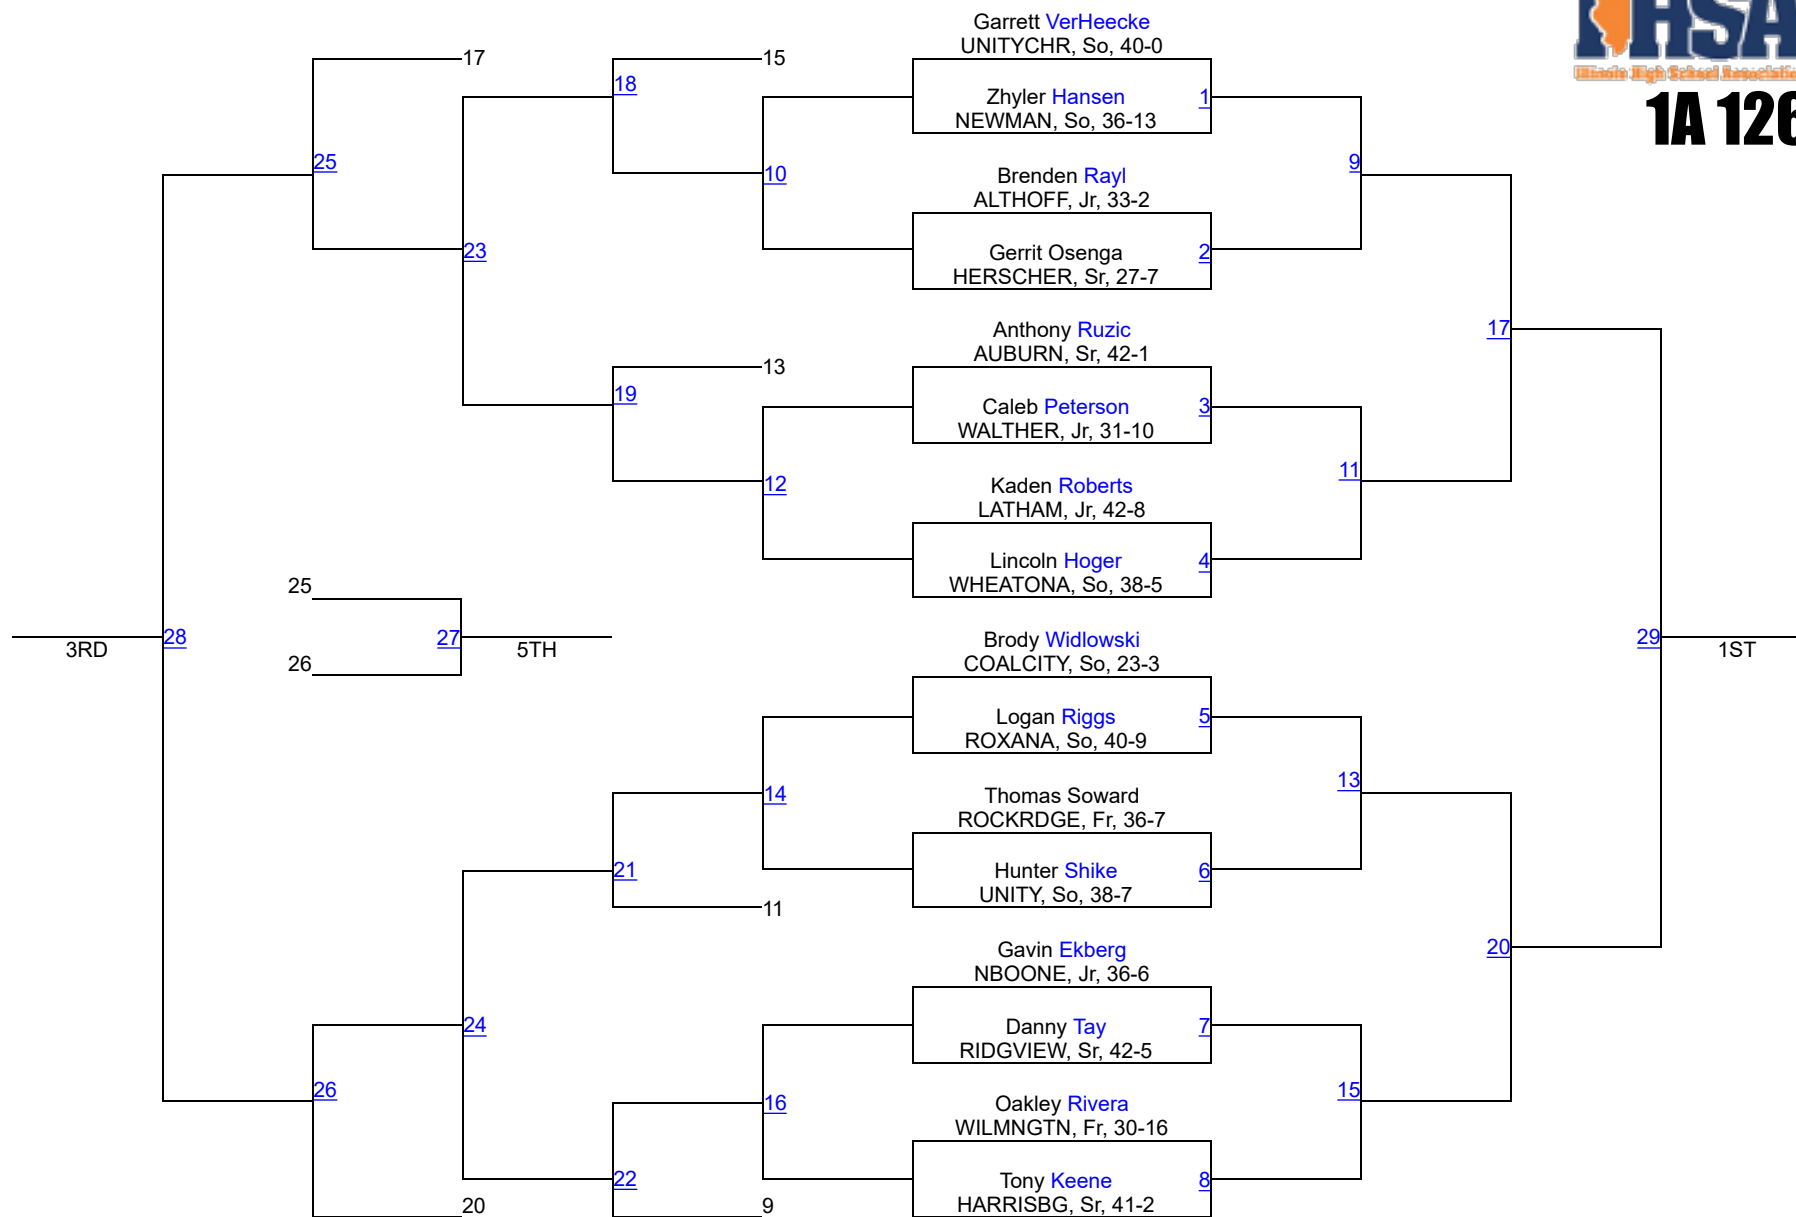 HSA
Illinois High School Association
1A 126
Garrett VerHeecke
UNITYCHR, So, 40-0
17
15
18
Zhyler Hansen
NEWMAN, So, 36-13
1
25
10
Brenden Rayl
ALTHOFF, Jr, 33-2
9
23
Gerrit Osenga
HERSCHER, Sr, 27-7
2
Anthony Ruzic
AUBURN, Sr, 42-1
17
13
19
Caleb Peterson
WALTHER, Jr, 31-10
3
12
Kaden Roberts
LATHAM, Jr, 42-8
11
Lincoln Hoger
WHEATONA, So, 38-5
4
25
3RD
28
27
5TH
26
Brody Widlowski
COALCITY, So, 23-3
29
1ST
Logan Riggs
ROXANA, So, 40-9
5
14
Thomas Soward
ROCKRDGE, Fr, 36-7
13
21
Hunter Shike
UNITY, So, 38-7
6
11
Gavin Ekberg
NBOONE, Jr, 36-6
20
24
Danny Tay
RIDGVIEW, Sr, 42-5
7
26
16
Oakley Rivera
WILMNGTN, Fr, 30-16
15
22
Tony Keene
HARRISBG, Sr, 41-2
8
20
9